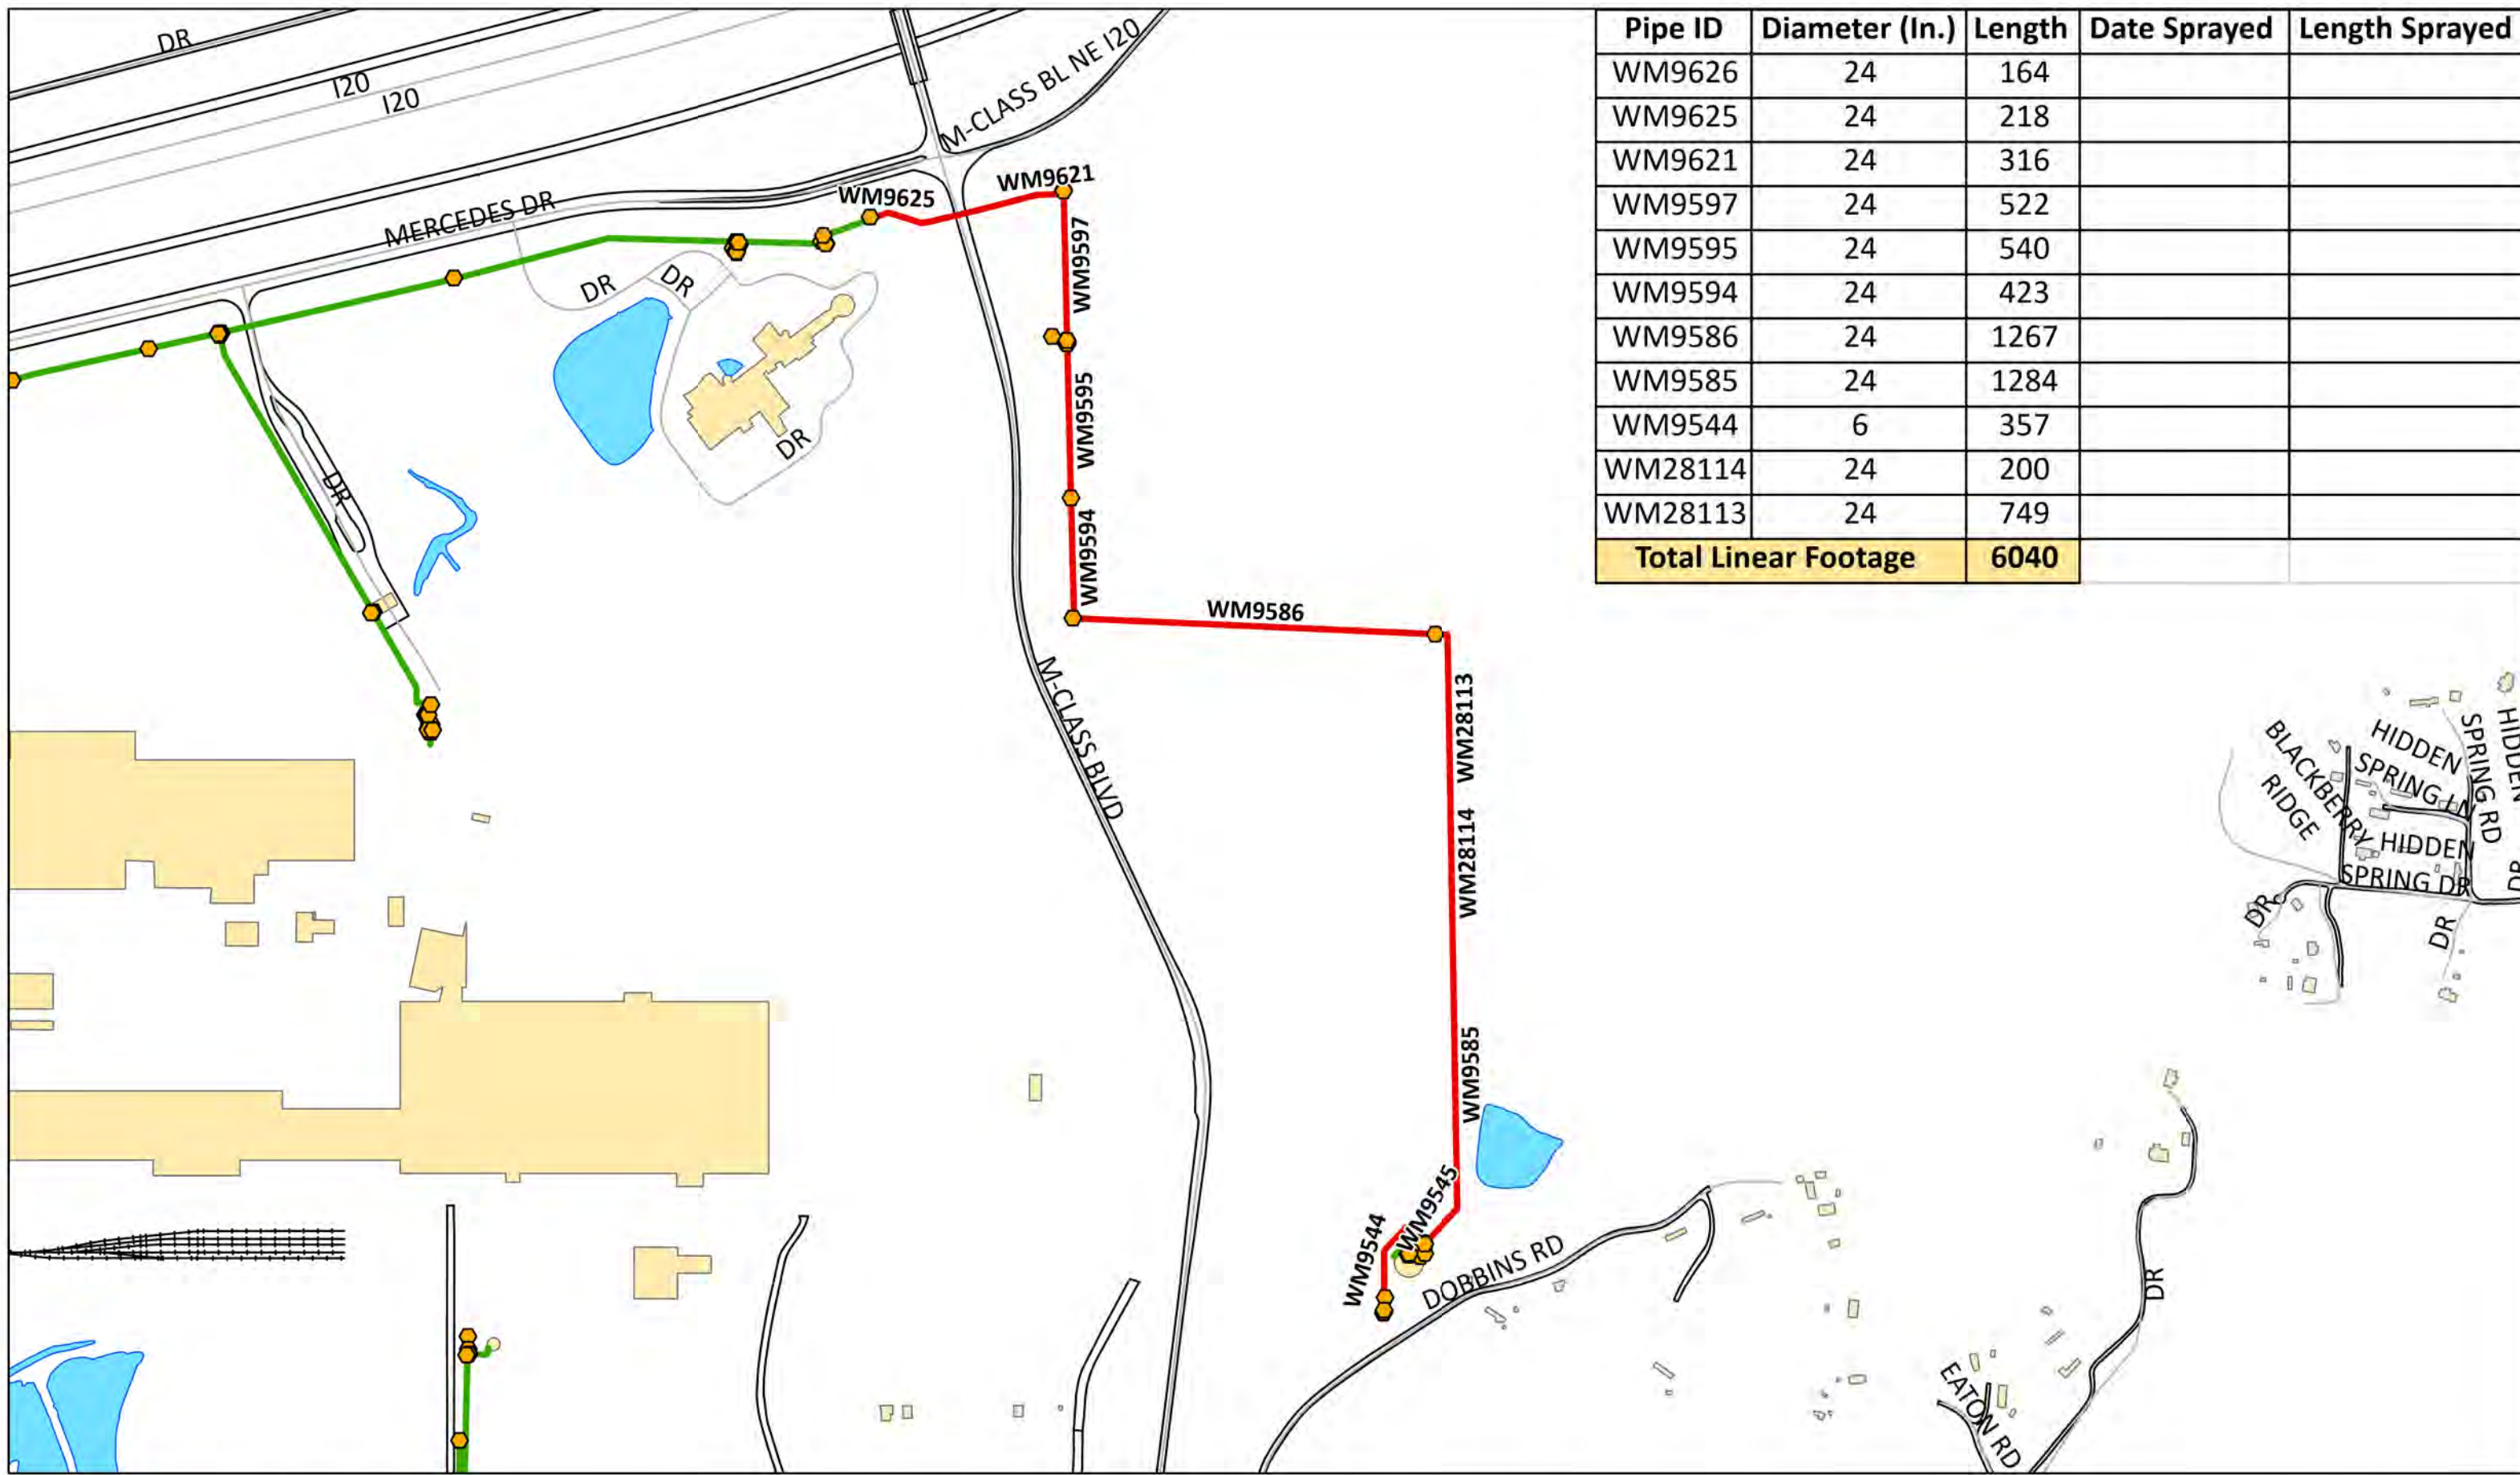 DR
I20
I20
M-CLASS BL NE I20
MERCEDES DR
WM9625
WM9621
WM9597
DR
DR
DR
WM9595
DR
WM9594
WM9586
M-CLASS BLVD
WM28113
WM28114
WM9585
WM9545
WM9544
DOBBINS RD
BLACKBERRY
RIDGE
HIDDEN
SPRING LN
SPRING RD
HIDDEN
HIDDEN
SPRING DR
DR
DR
DR
DR
EATON RD
Pipe ID Diameter (In.) Length Date Sprayed Length Sprayed
WM9626 24 164
WM9625 24 218
WM9621 24 316
WM9597 24 522
WM9595 24 540
WM9594 24 423
WM9586 24 1267
WM9585 24 1284
WM9544 6 357
WM28114 24 200
WM28113 24 749
Total Linear Footage 6040